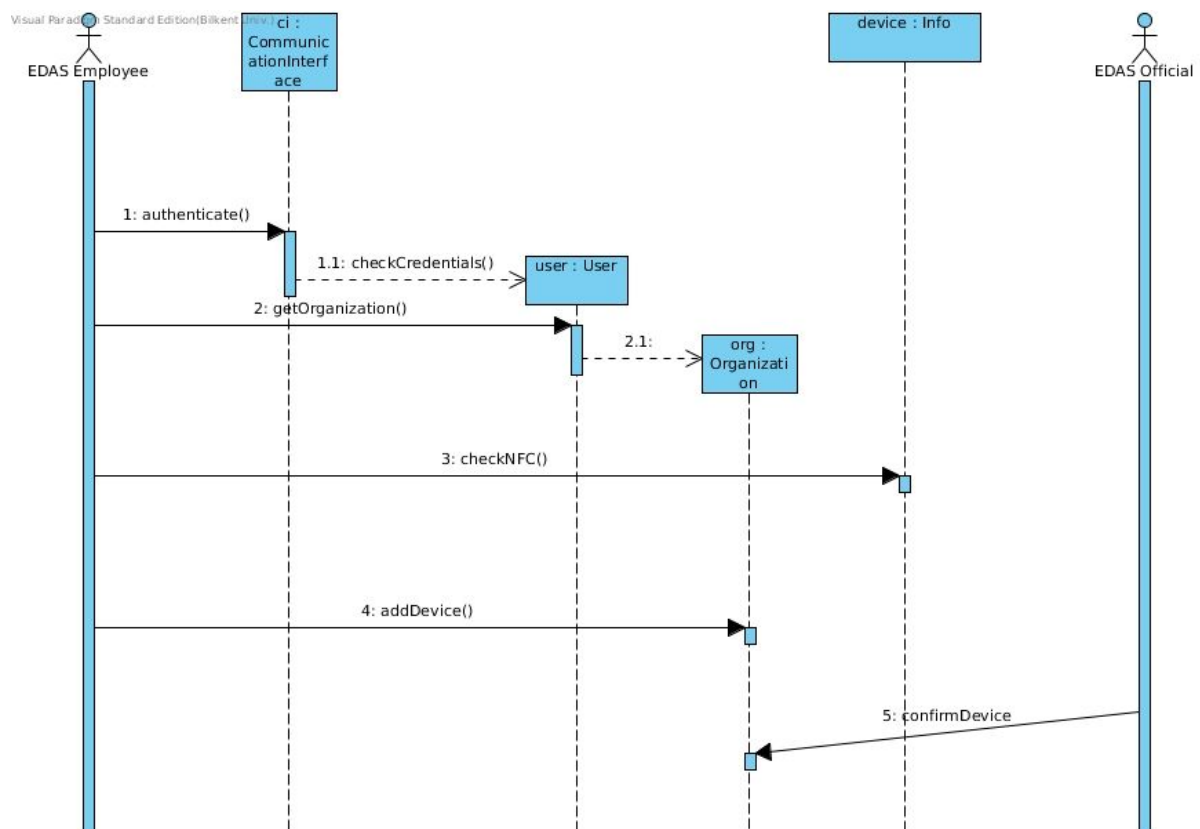 Visual Paradigm Standard Edition(Bilkent Univ.)
EDAS Employee
ci :
Communic
ationInterf
ace
device : Info
EDAS Official
1: authenticate()
1.1: checkCredentials()
user : User
2: getOrganization()
2.1:
org :
Organizati
on
3: checkNFC()
4: addDevice()
5: confirmDevice